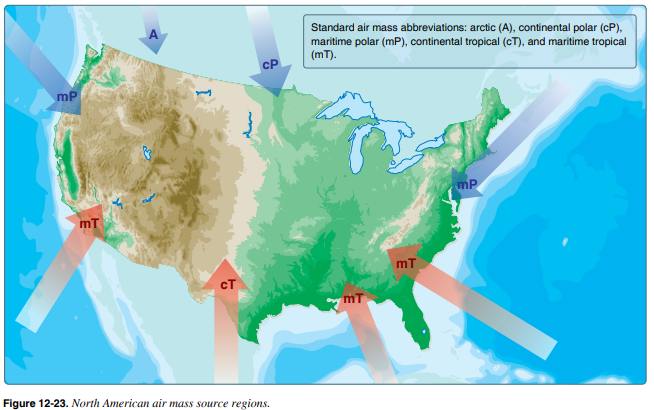 A
Standard air mass abbreviations: arctic (A), continental polar (cP),
maritime polar (mP), continental tropical (cT), and maritime tropical
(mT).
cP
mP
mP
mT
mT
cT
mT
Figure 12-23. North American air mass source regions.